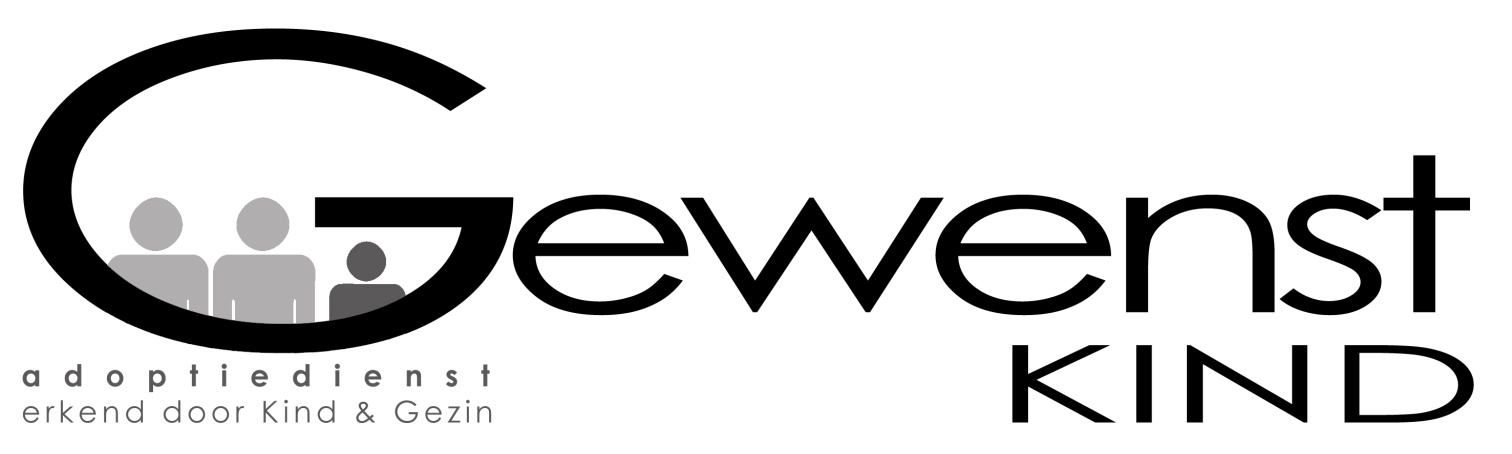 Gewenst
KIND
adoptiedienst
erkend door Kind & Gezin